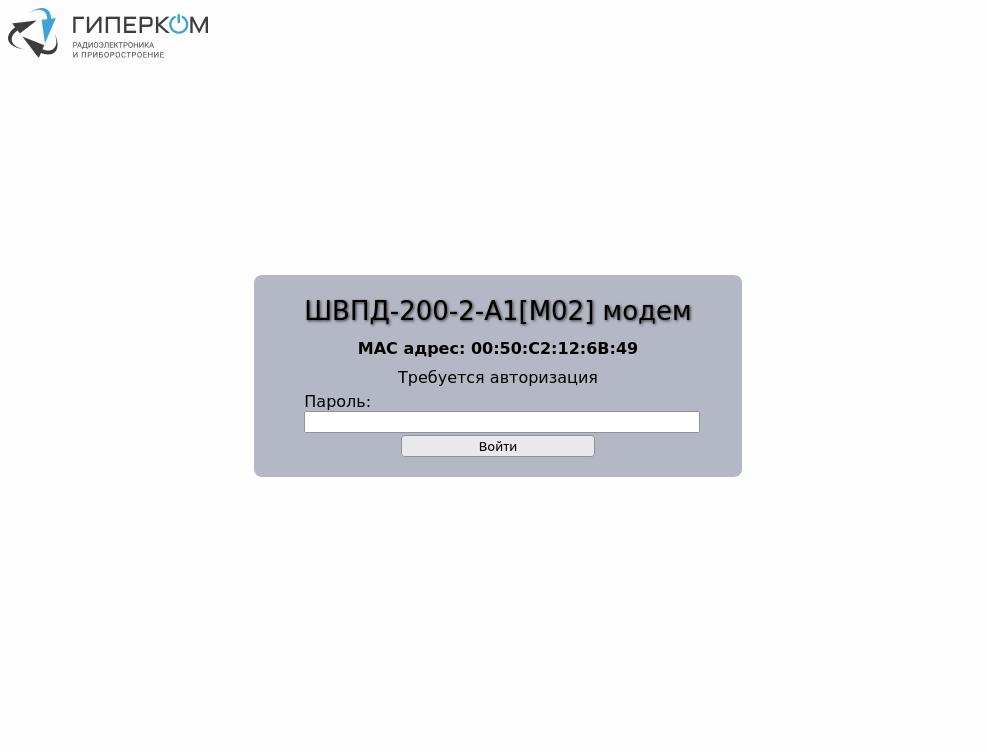 ГИПЕРКОМ
РАДИОЭЛЕКТРОНИКА
И ПРИБОРОСТРОЕНИЕ
ШВПД-200-2-А1[М02] модем
MAC адрес: 00:50:C2:12:6B:49
Требуется авторизация
Пароль:
Войти